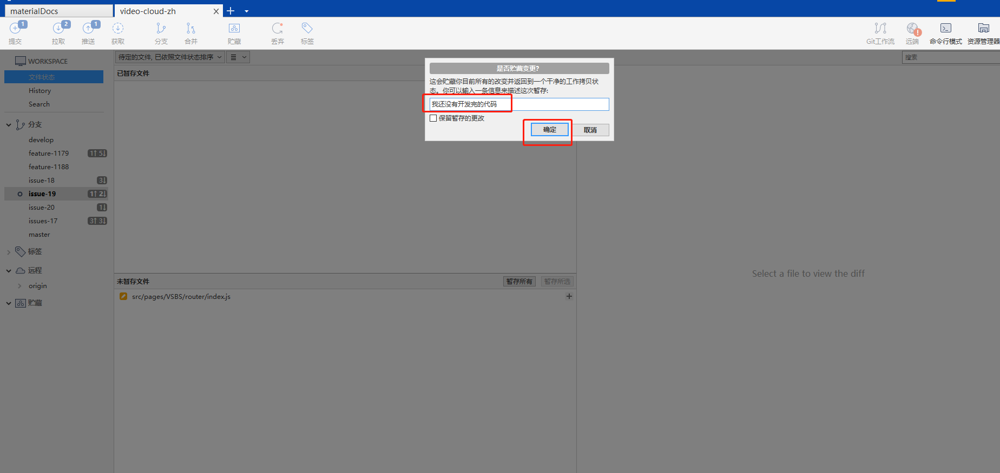 materialDocs
video-cloud-zh
1
2
1
提交
拉取
推送
获取
分支
合并
贮藏
丢弃
标签
Git工作流
远端
命令行模式
资源管理器
WORKSPACE
文件状态
History
Search
分支
develop
feature-1179 1↑ 5↓
feature-1188
issue-18 3↓
issue-19 1↑ 2↓
issue-20 1↓
issues-17 3↑ 3↓
master
标签
远程
origin
贮藏
待定的文件, 已依照文件状态排序
搜索
已暂存文件
是否贮藏变更?
这会贮藏你目前所有的改变并返回到一个干净的工作拷贝状
态。你可以输入一条信息来描述这次暂存:
我还没有开发完的代码
保留暂存的更改
确定
取消
未暂存文件
暂存所有
暂存所选
src/pages/VSBS/router/index.js
Select a file to view the diff